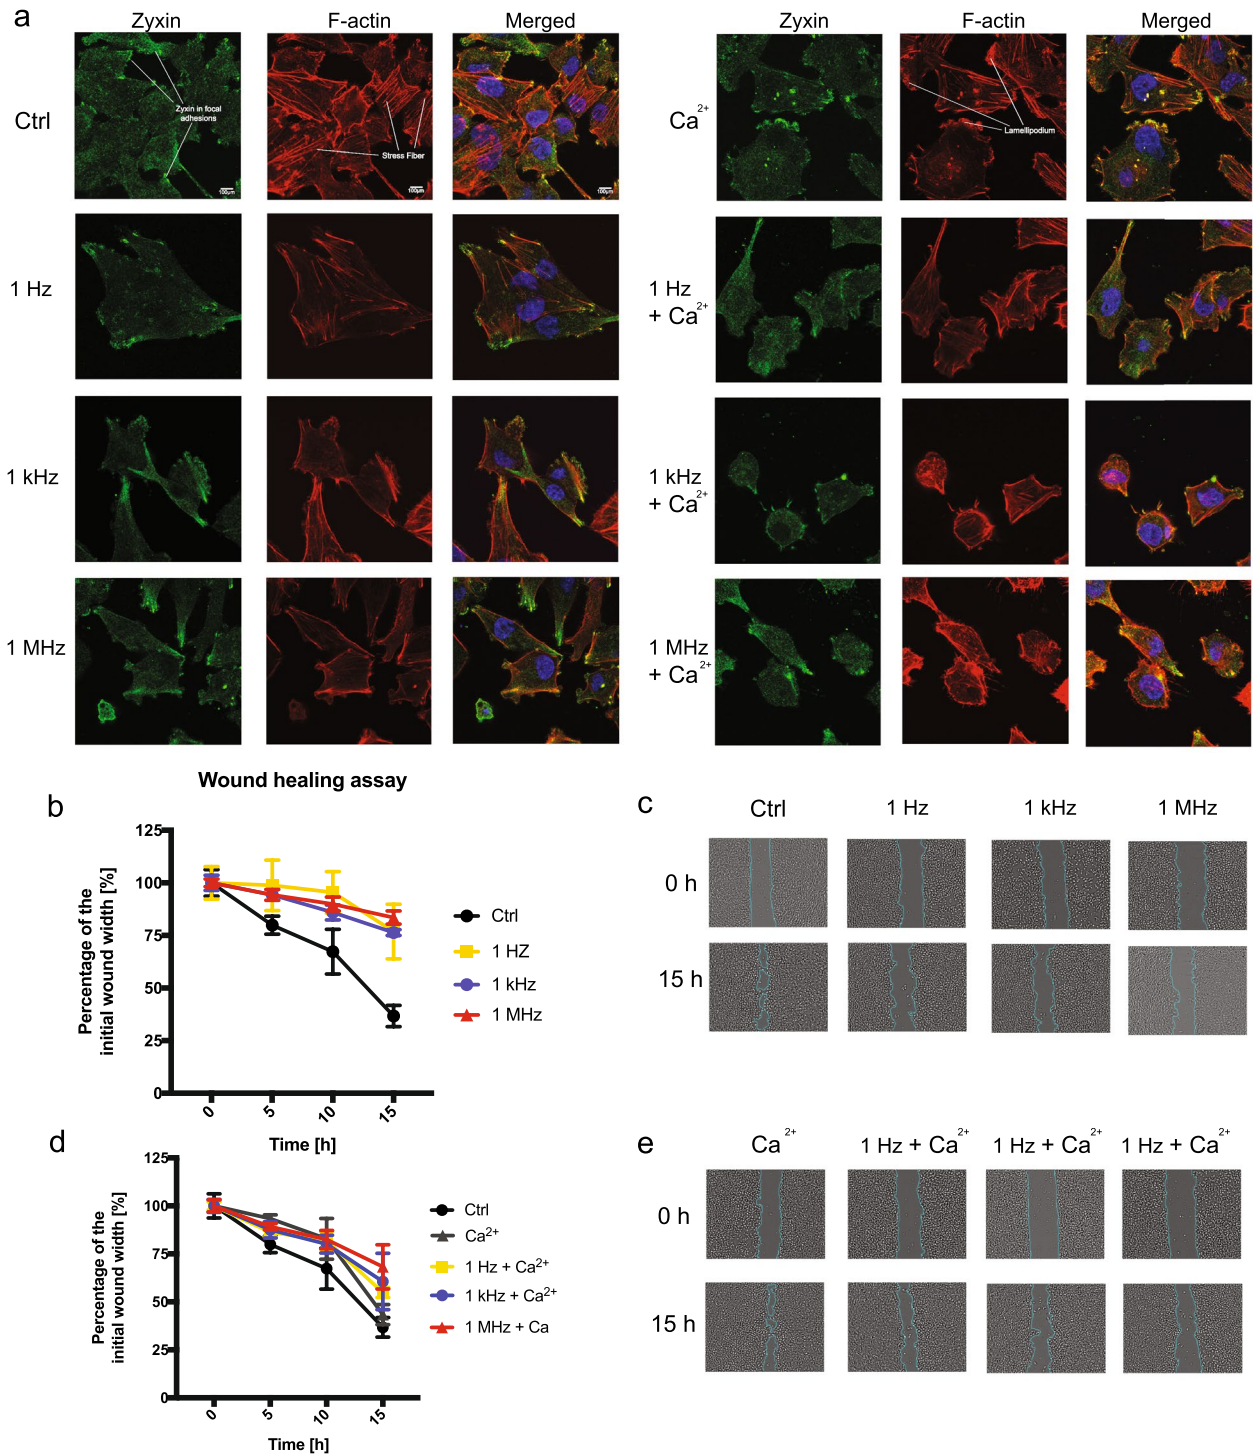 a
Zyxin F-actin Merged
Zyxin F-actin Merged
Ctrl
Zyxin in focal
adhesions
Stress Fiber
100µm 100µm 100µm
Ca2+
Lamellipodium
1 Hz
1 Hz
+ Ca2+
1 kHz
1 kHz
+ Ca2+
1 MHz
1 MHz
+ Ca2+
Wound healing assay
b
Percentage of the
initial wound width [%]
125
100
75
50
25
0
0 5 10 15
Time [h]
Ctrl
1 HZ
1 kHz
1 MHz
c
Ctrl 1 Hz 1 kHz 1 MHz
0 h
15 h
d
Percentage of the
initial wound width [%]
125
100
75
50
25
0
0 5 10 15
Time [h]
Ctrl
Ca2+
1 Hz + Ca2+
1 kHz + Ca2+
1 MHz + Ca
e
Ca2+ 1 Hz + Ca2+ 1 Hz + Ca2+ 1 Hz + Ca2+
0 h
15 h